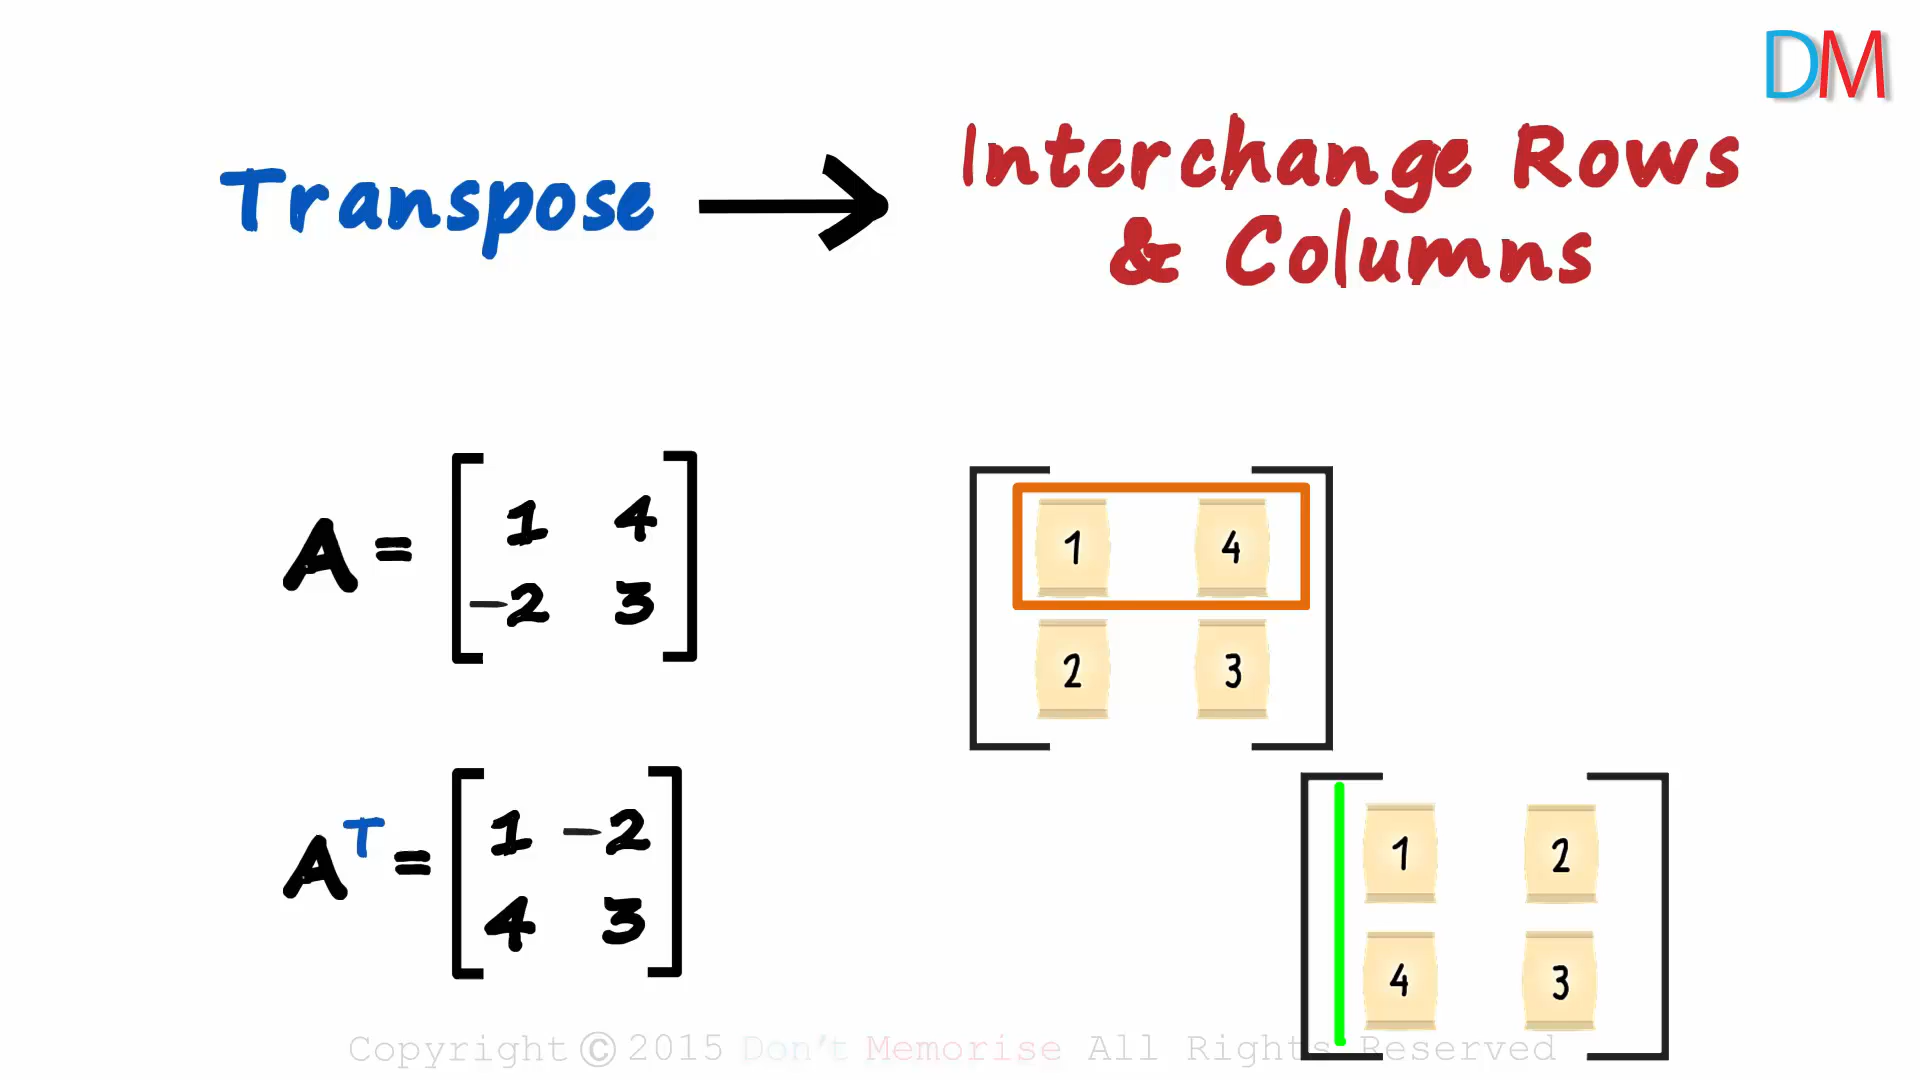 DM
Transpose → Interchange Rows
& Columns
A = [1 4
-2 3]
1 4
2 3
A^T = [1 -2
4 3]
1 2
4 3
Copyright © 2015 Don't Memorise All Rights Reserved